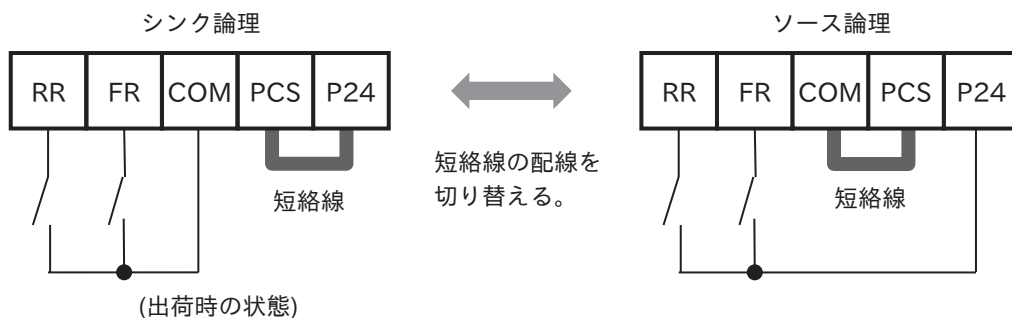 シンク論理
RR FR COM PCS P24
短絡線
(出荷時の状態)
短絡線の配線を
切り替える。
ソース論理
RR FR COM PCS P24
短絡線